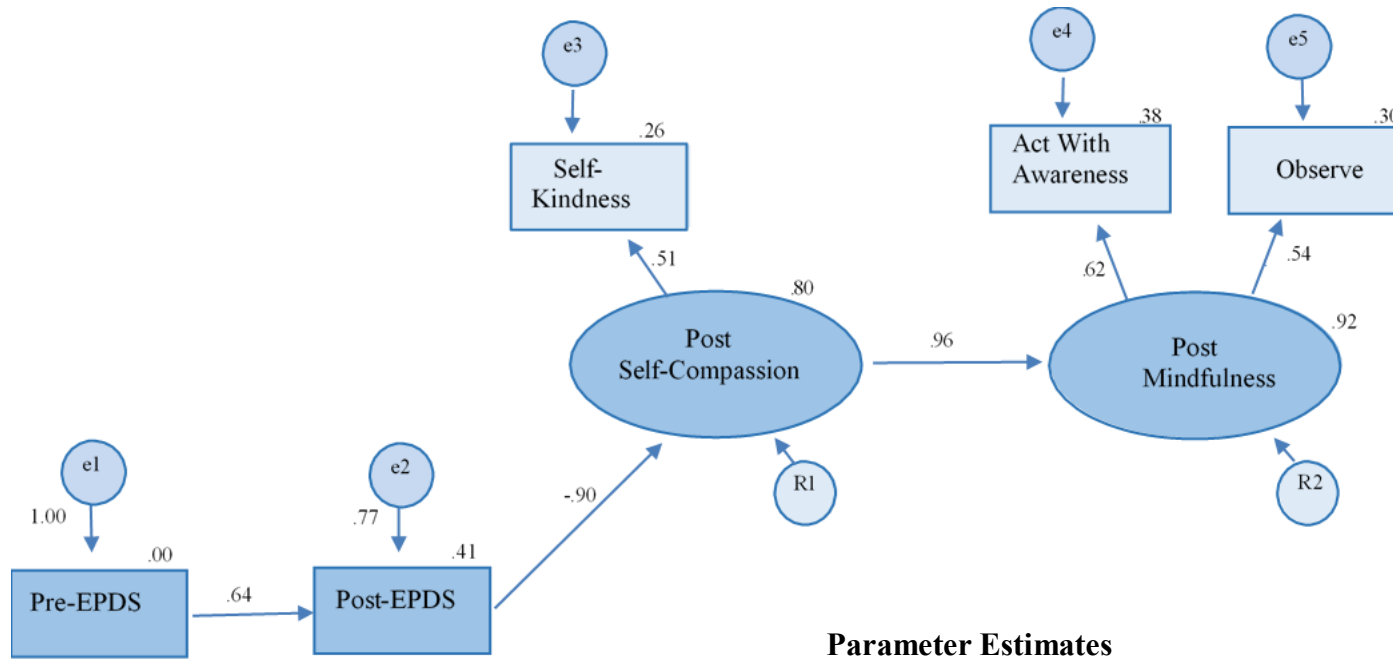 e3
e4
e5
.26
.38
.30
Self-
Kindness
Act With
Awareness
Observe
.51
.62
.54
.80
.92
Post
Self-Compassion
.96
Post
Mindfulness
e1
e2
R1
R2
1.00
.77
-.90
.00
.41
Pre-EPDS
.64
Post-EPDS
Parameter Estimates